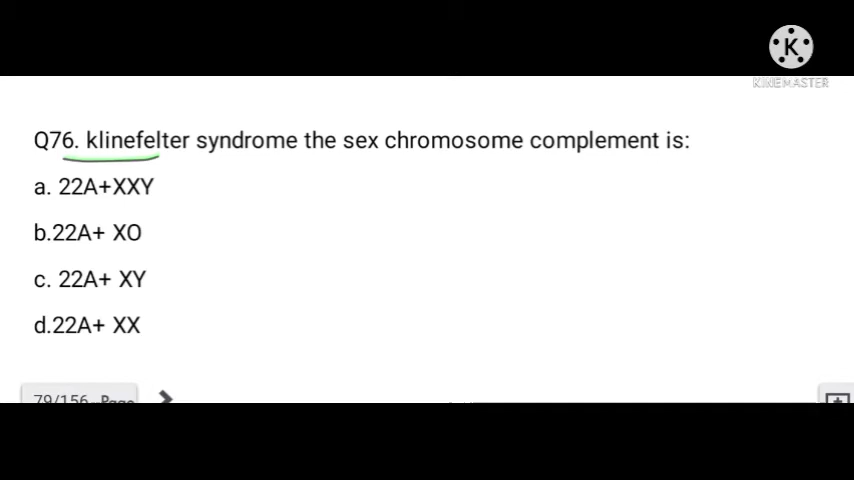 K
KINEMASTER
Q76. klinefelter syndrome the sex chromosome complement is:
a. 22A+XXY
b.22A+ XO
c. 22A+ XY
d.22A+ XX
79/156 Page